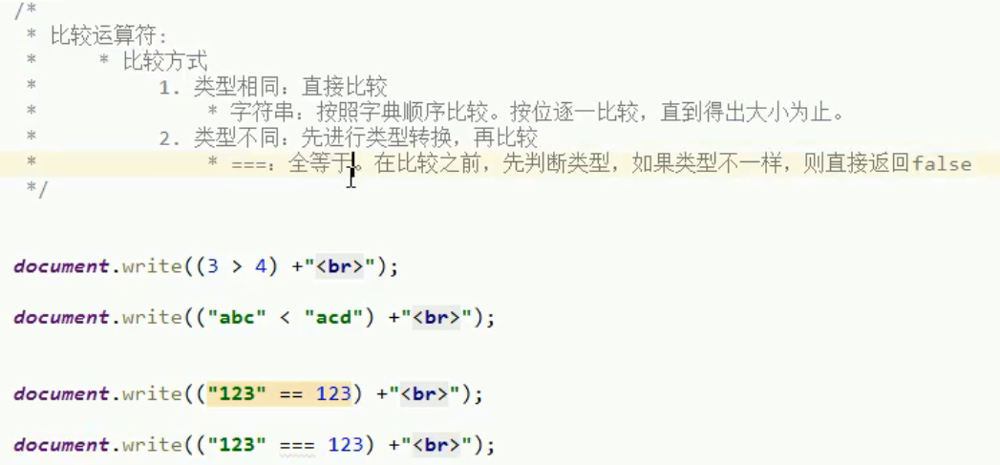 /*
* 比较运算符:
* * 比较方式
* 1. 类型相同：直接比较
* * 字符串：按照字典顺序比较。按位逐一比较，直到得出大小为止。
* 2. 类型不同：先进行类型转换，再比较
* * ===：全等于。在比较之前，先判断类型，如果类型不一样，则直接返回false
*/
document.write((3 > 4) +"<br>");
document.write(("abc" < "acd") +"<br>");
document.write(("123" == 123) +"<br>");
document.write(("123" === 123) +"<br>");